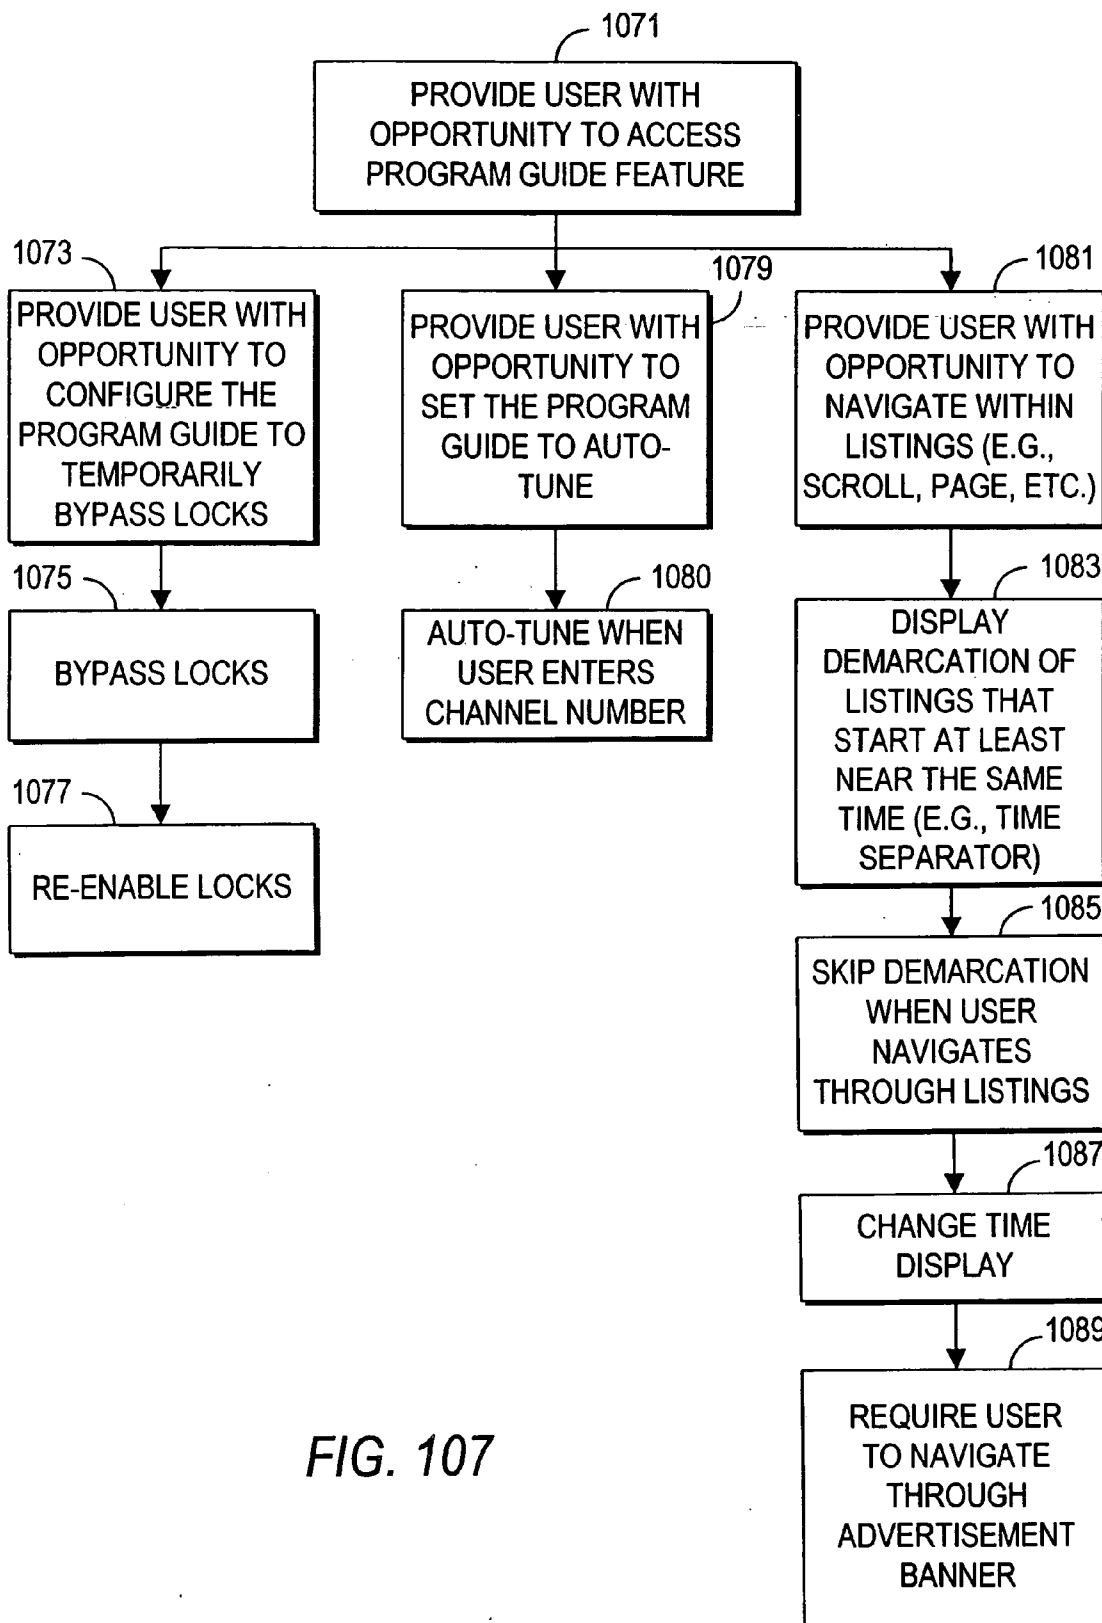 1071
PROVIDE USER WITH
OPPORTUNITY TO ACCESS
PROGRAM GUIDE FEATURE
1073
PROVIDE USER WITH
OPPORTUNITY TO
CONFIGURE THE
PROGRAM GUIDE TO
TEMPORARILY
BYPASS LOCKS
1075
BYPASS LOCKS
1077
RE-ENABLE LOCKS
1079
PROVIDE USER WITH
OPPORTUNITY TO
SET THE PROGRAM
GUIDE TO AUTO-
TUNE
1080
AUTO-TUNE WHEN
USER ENTERS
CHANNEL NUMBER
1081
PROVIDE USER WITH
OPPORTUNITY TO
NAVIGATE WITHIN
LISTINGS (E.G.,
SCROLL, PAGE, ETC.)
1083
DISPLAY
DEMARCATION OF
LISTINGS THAT
START AT LEAST
NEAR THE SAME
TIME (E.G., TIME
SEPARATOR)
1085
SKIP DEMARCATION
WHEN USER
NAVIGATES
THROUGH LISTINGS
1087
CHANGE TIME
DISPLAY
1089
REQUIRE USER
TO NAVIGATE
THROUGH
ADVERTISEMENT
BANNER
FIG. 107